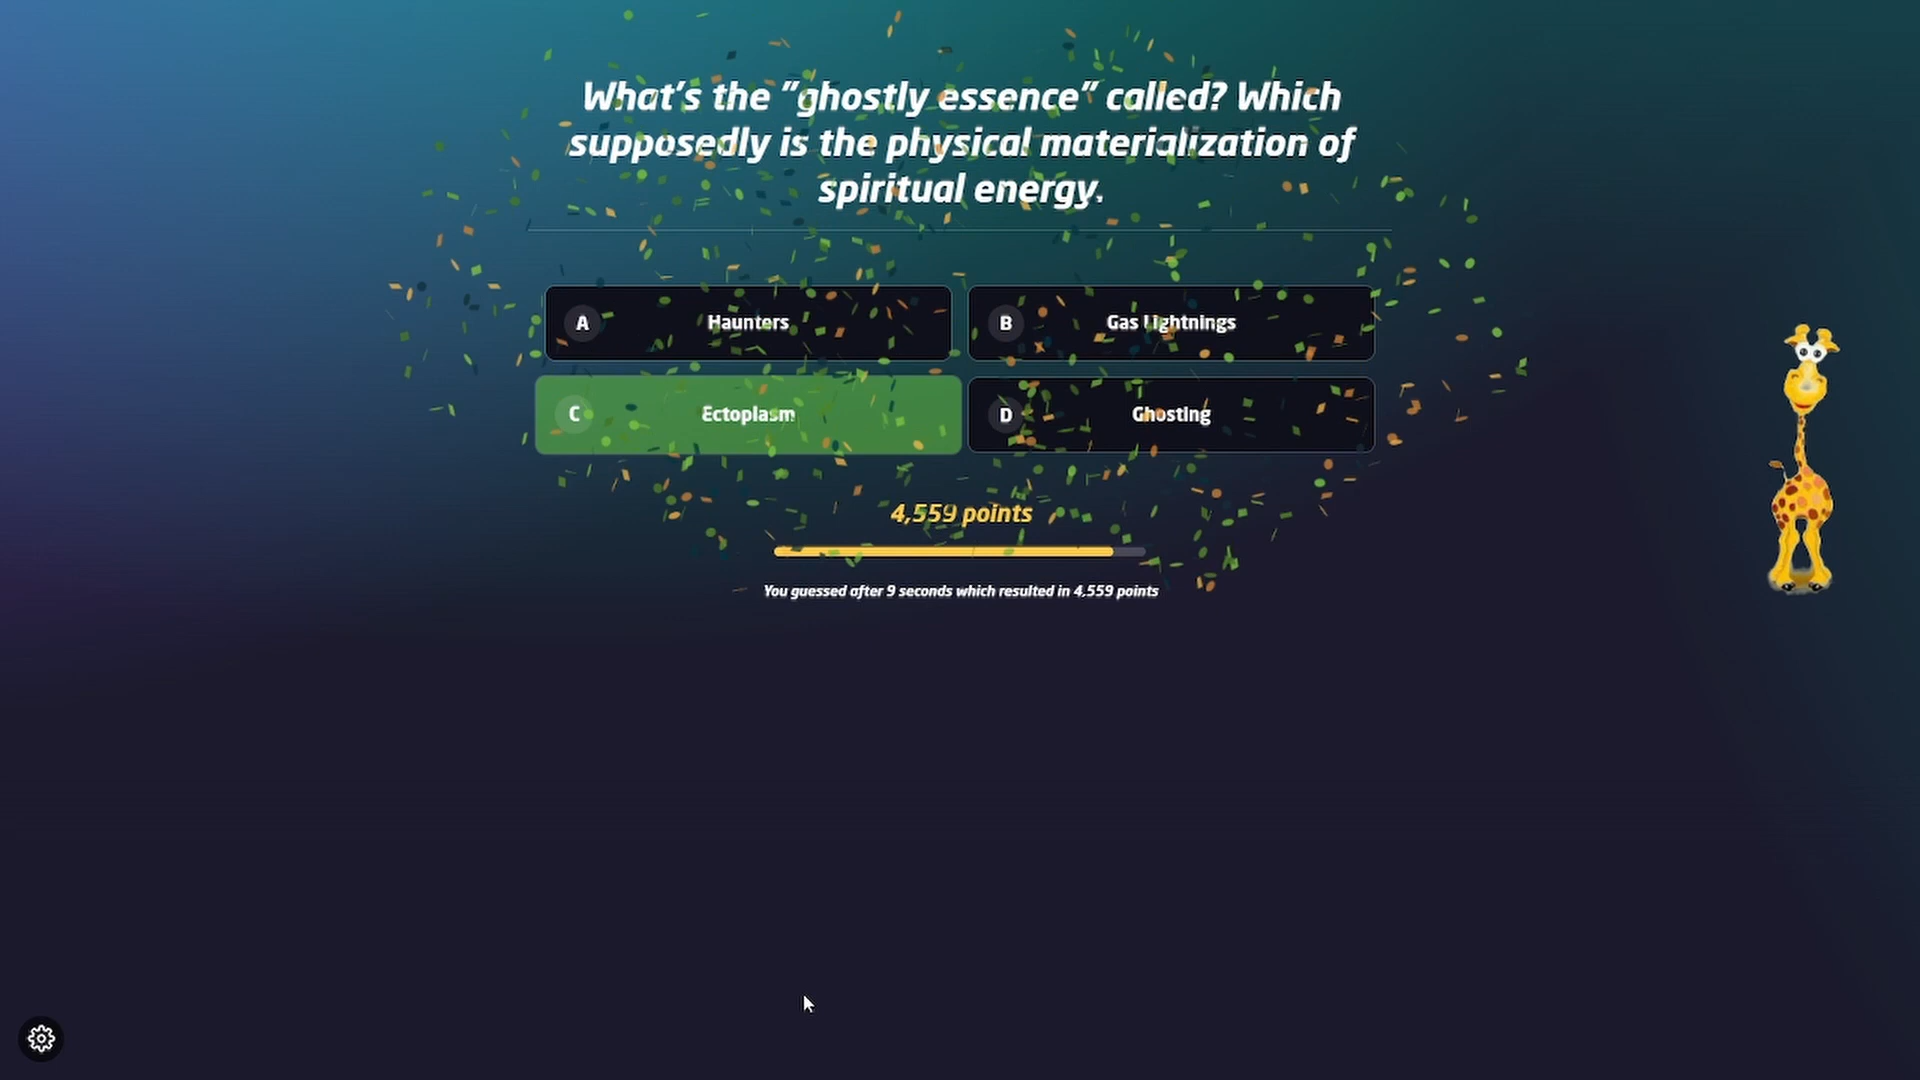 What's the "ghostly essence" called? Which
supposedly is the physical materialization of
spiritual energy.
A Haunters
B Gas Lightnings
C Ectoplasm
D Ghosting
4,559 points
You guessed after 9 seconds which resulted in 4,559 points